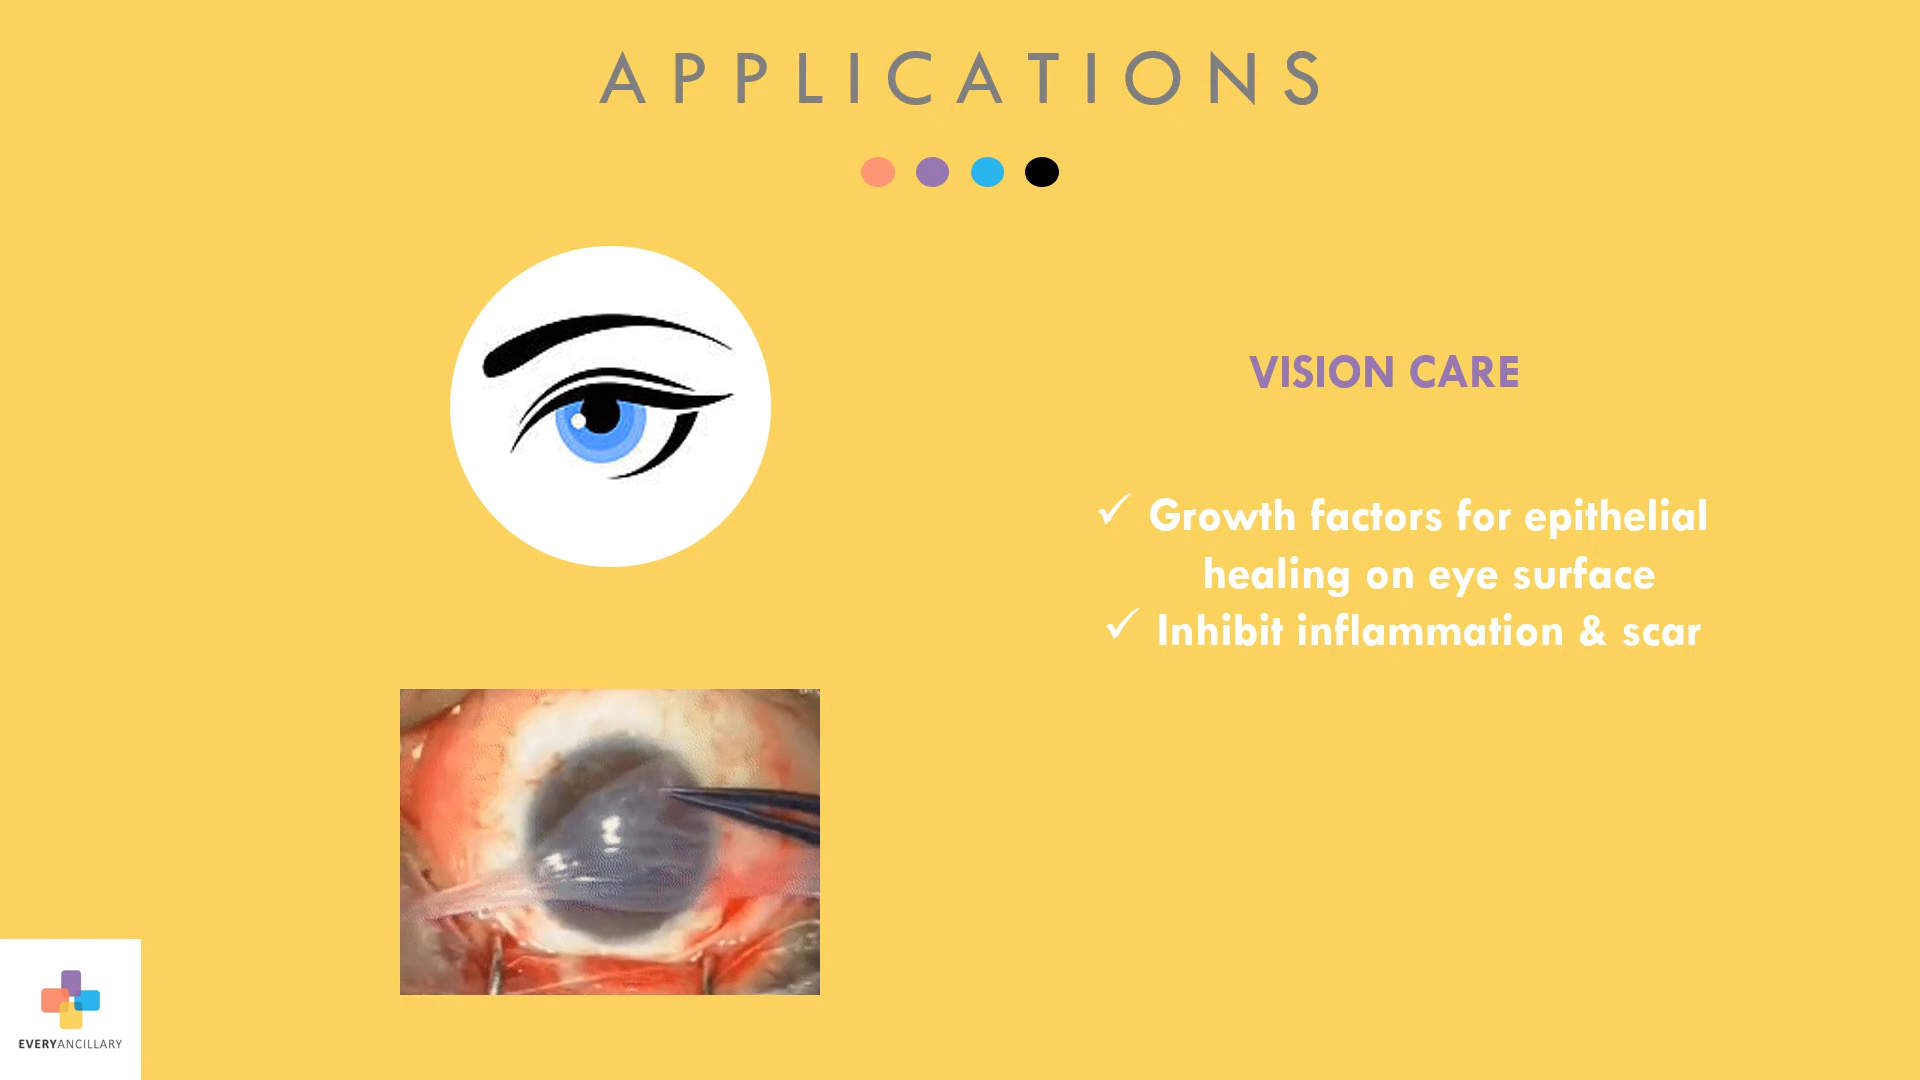 APPLICATIONS
VISION CARE
✓ Growth factors for epithelial
healing on eye surface
✓ Inhibit inflammation & scar
EVERYANCILLARY